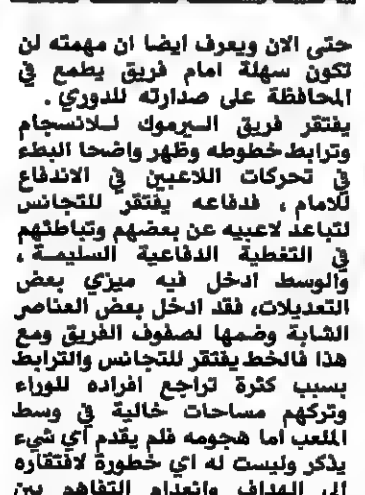 حتى الان ويعرف ايضا ان مهمته لن
تكون سهلة امام فريق يطمع في
المحافظة على صدارته للدوري .
يفتقر فريق اليرموك للانسجام
وترابط خطوطه وظهر واضحا البطء
في تحركات اللاعبين في الاندفاع
للامام ، فدفاعه يفتقر للتجانس
لتباعد لاعبيه عن بعضهم وتباطئهم
في التغطية الدفاعية السليمة ،
والوسط ادخل فيه ميزي بعض
التعديلات، فقد ادخل بعض العناصر
الشابة وضمها لصفوف الفريق ومع
هذا فالخط يفتقر للتجانس والترابط
بسبب كثرة تراجع افراده للوراء
وتركهم مساحات خالية في وسط
الملعب اما هجومه فلم يقدم اي شيء
يذكر وليست له اي خطورة لافتقاره
الى الهداف وانعدام التفاهم بين